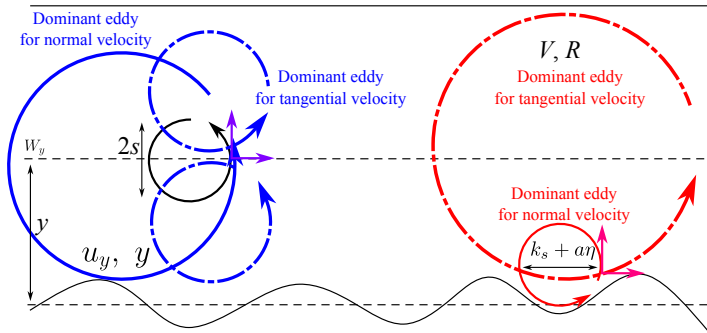 Dominant eddy
for normal velocity
Dominant eddy
for tangential velocity
V, R
Dominant eddy
for tangential velocity
W_y
2s
y
u_y, y
Dominant eddy
for normal velocity
k_s + aη